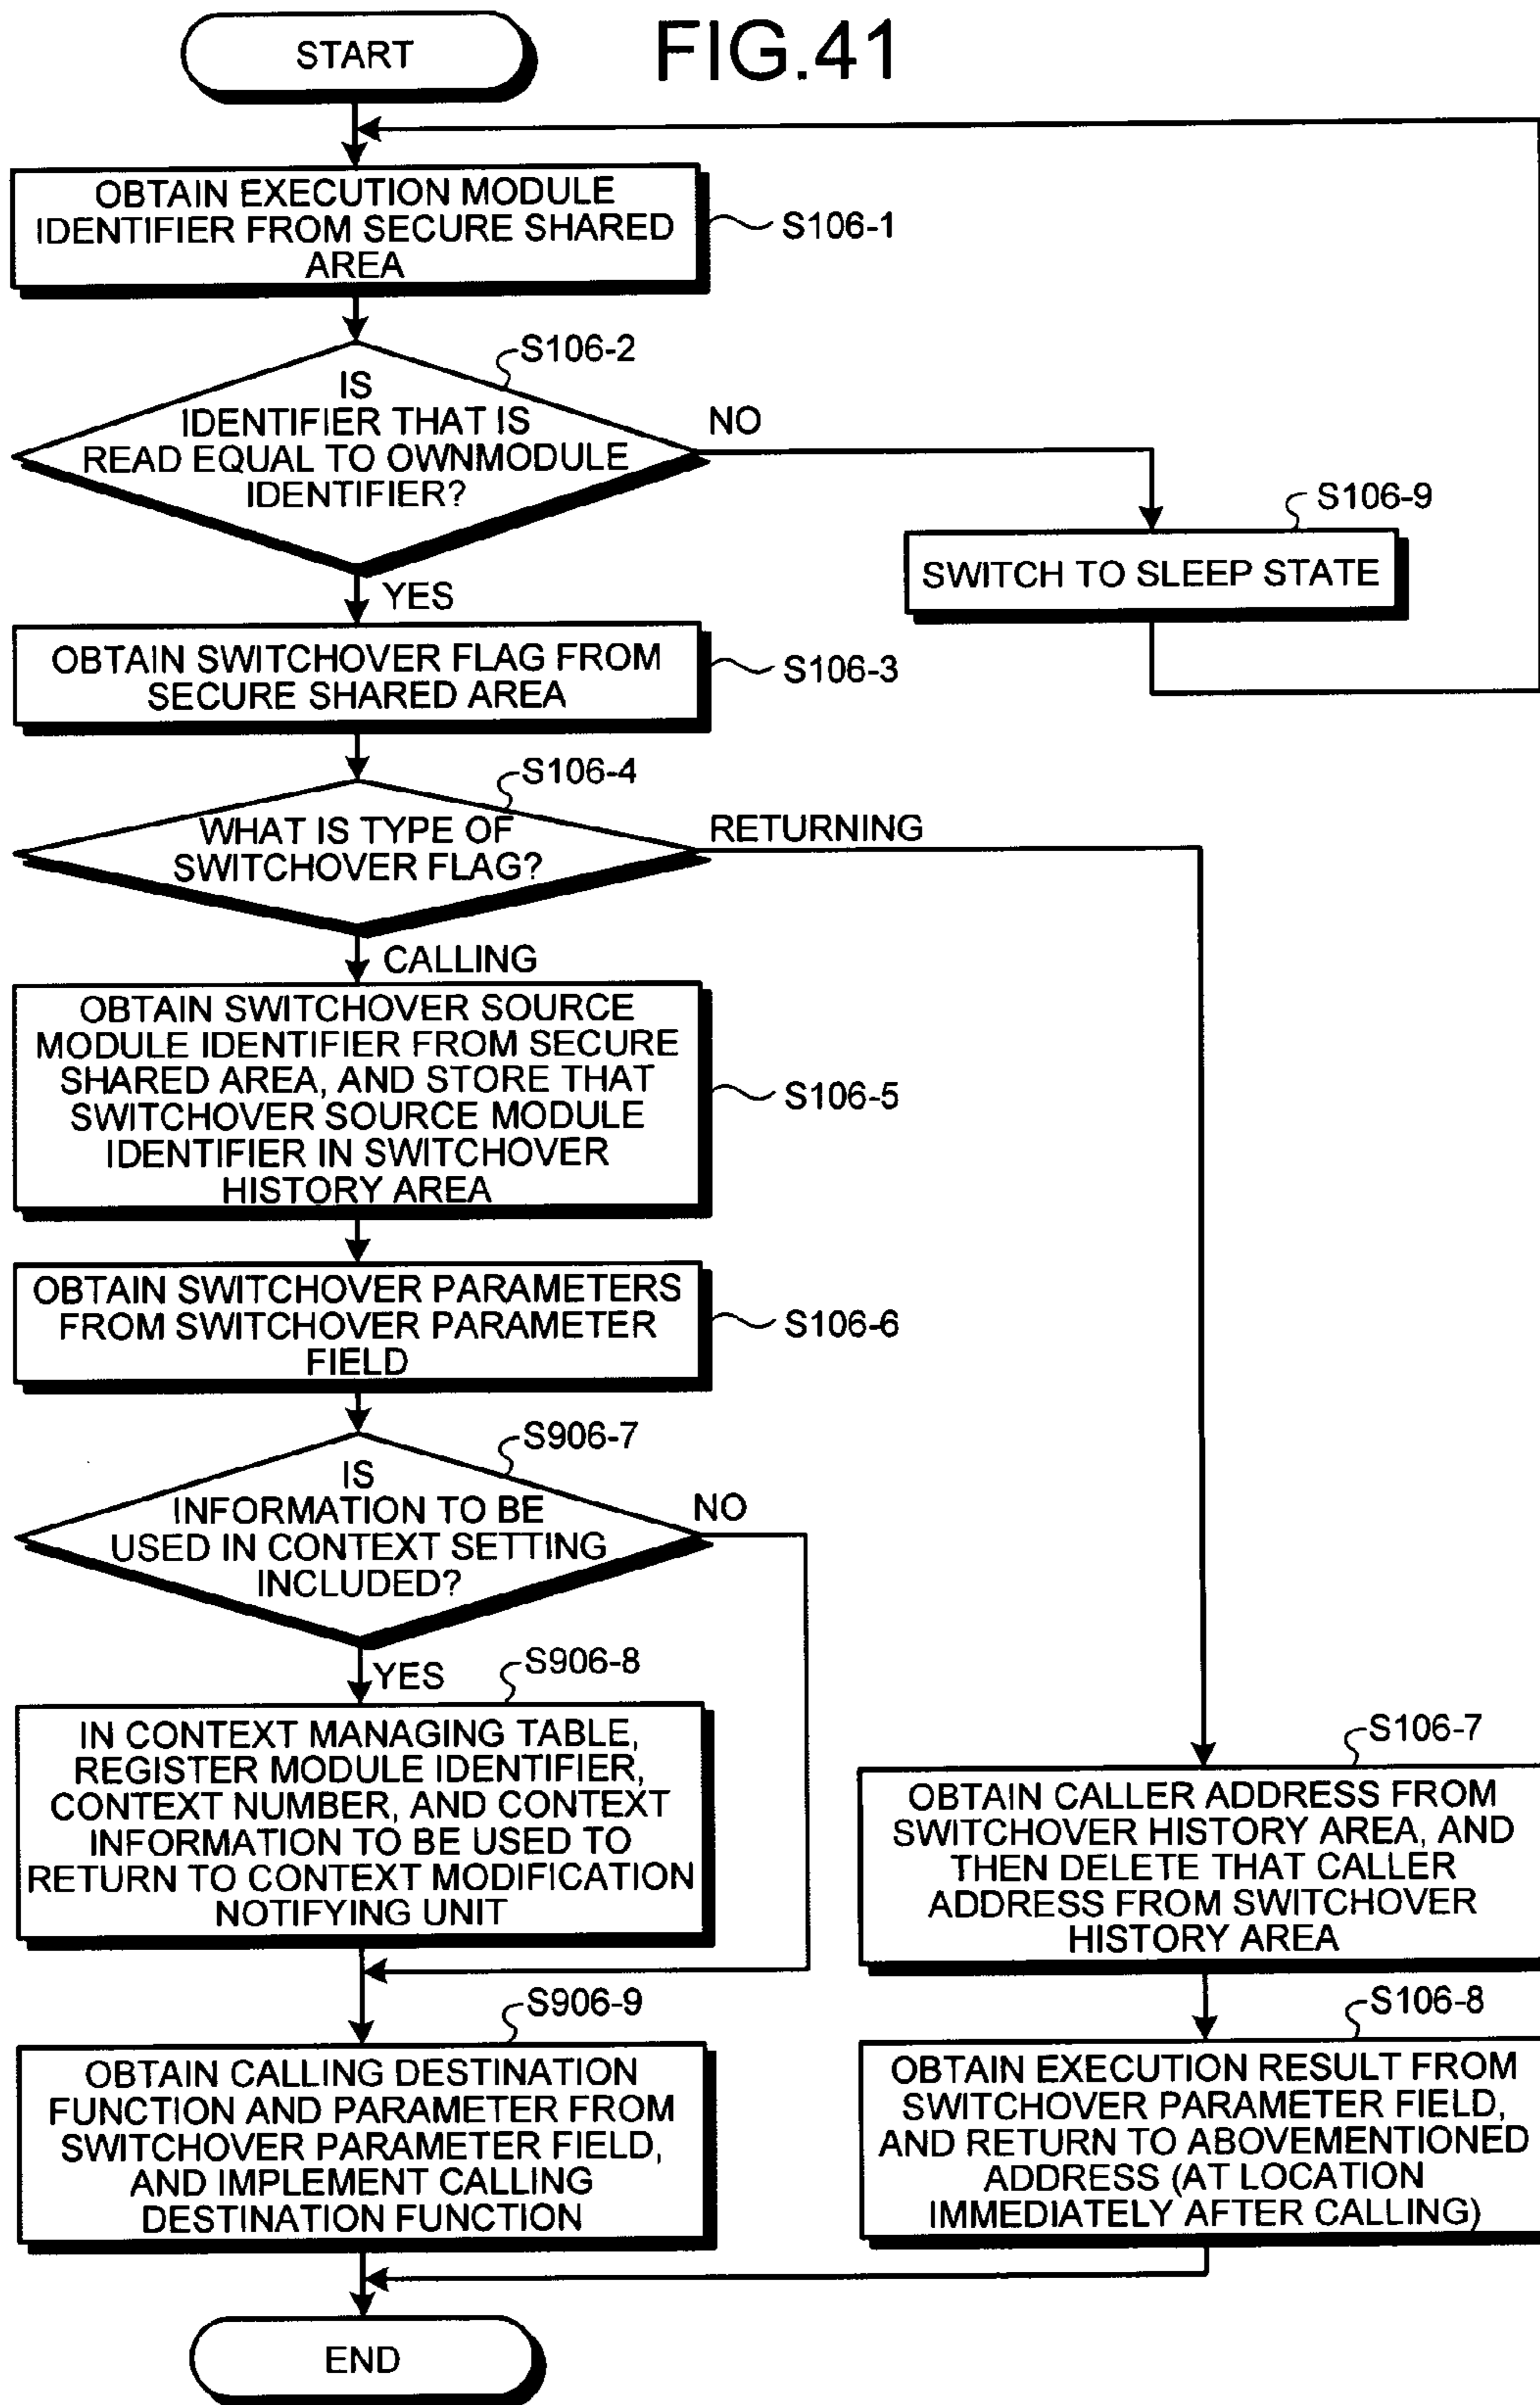 START
FIG.41
OBTAIN EXECUTION MODULE
IDENTIFIER FROM SECURE SHARED
AREA
S106-1
S106-2
IS
IDENTIFIER THAT IS
READ EQUAL TO OWNMODULE
IDENTIFIER?
NO
S106-9
SWITCH TO SLEEP STATE
YES
OBTAIN SWITCHOVER FLAG FROM
SECURE SHARED AREA
S106-3
S106-4
WHAT IS TYPE OF
SWITCHOVER FLAG?
RETURNING
CALLING
OBTAIN SWITCHOVER SOURCE
MODULE IDENTIFIER FROM SECURE
SHARED AREA, AND STORE THAT
SWITCHOVER SOURCE MODULE
IDENTIFIER IN SWITCHOVER
HISTORY AREA
S106-5
OBTAIN SWITCHOVER PARAMETERS
FROM SWITCHOVER PARAMETER
FIELD
S106-6
S906-7
IS
INFORMATION TO BE
USED IN CONTEXT SETTING
INCLUDED?
NO
YES
S906-8
IN CONTEXT MANAGING TABLE,
REGISTER MODULE IDENTIFIER,
CONTEXT NUMBER, AND CONTEXT
INFORMATION TO BE USED TO
RETURN TO CONTEXT MODIFICATION
NOTIFYING UNIT
S106-7
OBTAIN CALLER ADDRESS FROM
SWITCHOVER HISTORY AREA, AND
THEN DELETE THAT CALLER
ADDRESS FROM SWITCHOVER
HISTORY AREA
S906-9
OBTAIN CALLING DESTINATION
FUNCTION AND PARAMETER FROM
SWITCHOVER PARAMETER FIELD,
AND IMPLEMENT CALLING
DESTINATION FUNCTION
S106-8
OBTAIN EXECUTION RESULT FROM
SWITCHOVER PARAMETER FIELD,
AND RETURN TO ABOVEMENTIONED
ADDRESS (AT LOCATION
IMMEDIATELY AFTER CALLING)
END